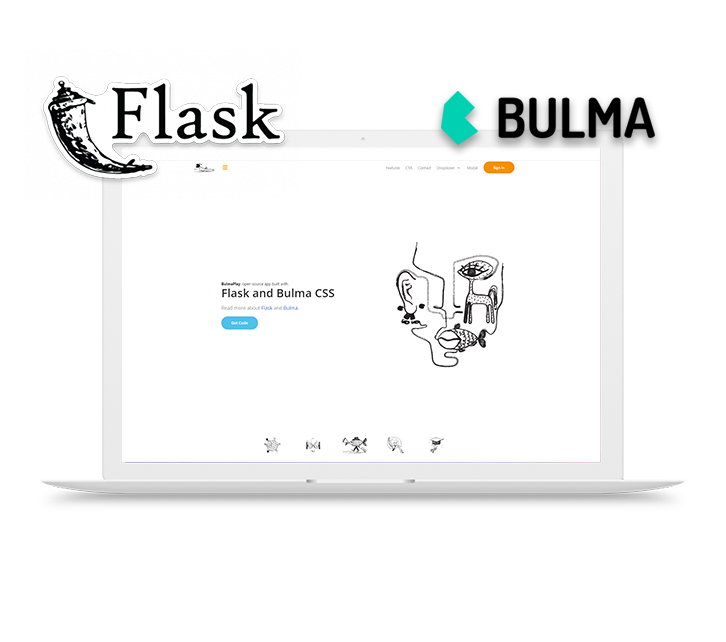 Flask
BULMA
Features CTA Contact Dropdown Modal Sign in
BulmaPlay open source app built with
Flask and Bulma CSS
Read more about Flask and Bulma.
Get Code